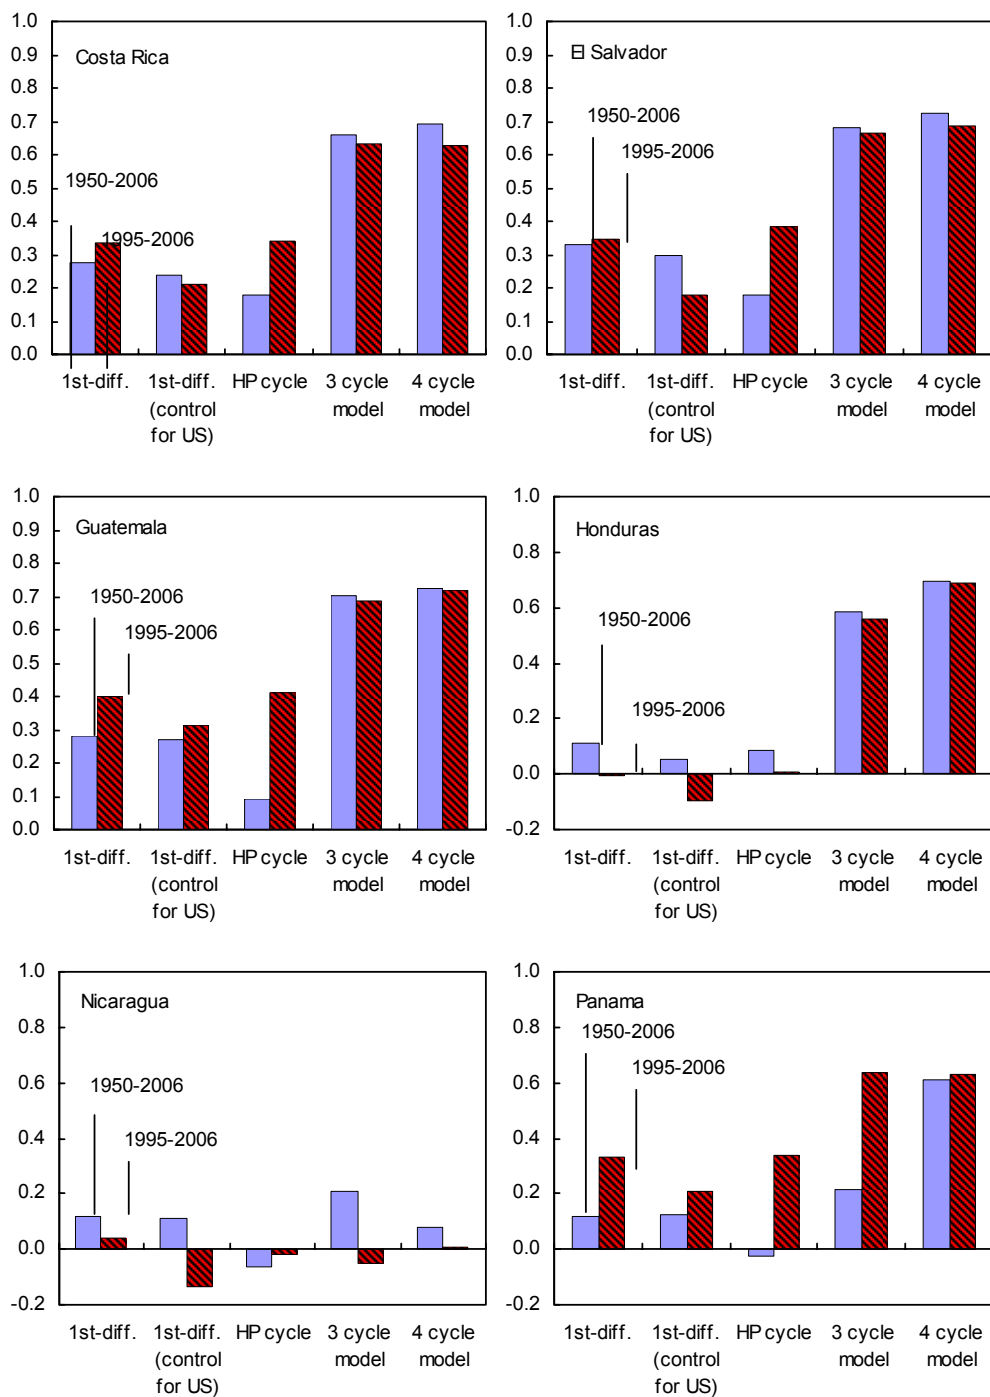 1.0
0.9
0.8
0.7
0.6
0.5
0.4
0.3
0.2
0.1
0.0
Costa Rica
1950-2006
1995-2006
1st-diff.
1st-diff.
(control
for US)
HP cycle
3 cycle
model
4 cycle
model
1.0
0.9
0.8
0.7
0.6
0.5
0.4
0.3
0.2
0.1
0.0
El Salvador
1950-2006
1995-2006
1st-diff.
1st-diff.
(control
for US)
HP cycle
3 cycle
model
4 cycle
model
1.0
0.9
0.8
0.7
0.6
0.5
0.4
0.3
0.2
0.1
0.0
Guatemala
1950-2006
1995-2006
1st-diff.
1st-diff.
(control
for US)
HP cycle
3 cycle
model
4 cycle
model
1.0
0.8
0.6
0.4
0.2
0.0
-0.2
Honduras
1950-2006
1995-2006
1st-diff.
1st-diff.
(control
for US)
HP cycle
3 cycle
model
4 cycle
model
1.0
0.8
0.6
0.4
0.2
0.0
-0.2
Nicaragua
1950-2006
1995-2006
1st-diff.
1st-diff.
(control
for US)
HP cycle
3 cycle
model
4 cycle
model
1.0
0.8
0.6
0.4
0.2
0.0
-0.2
Panama
1950-2006
1995-2006
1st-diff.
1st-diff.
(control
for US)
HP cycle
3 cycle
model
4 cycle
model